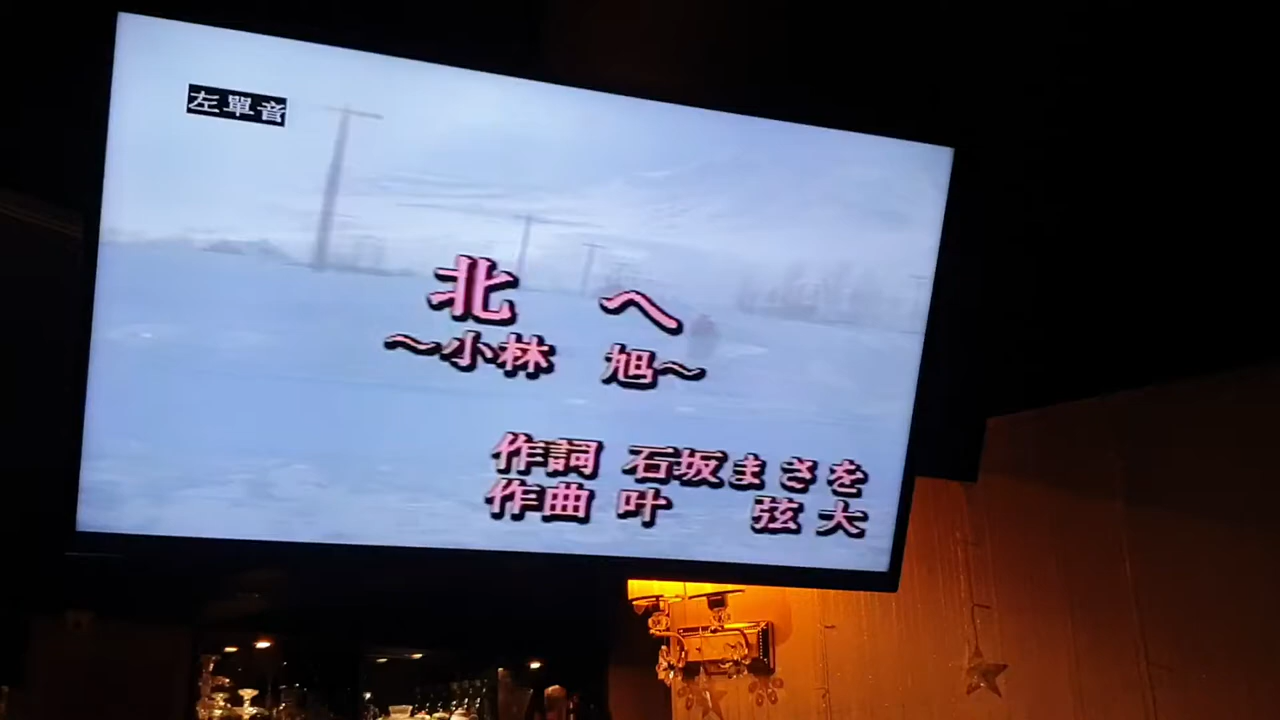 左單音
北 へ
～小林 旭～
作詞 石坂まさを
作曲 叶 弦大